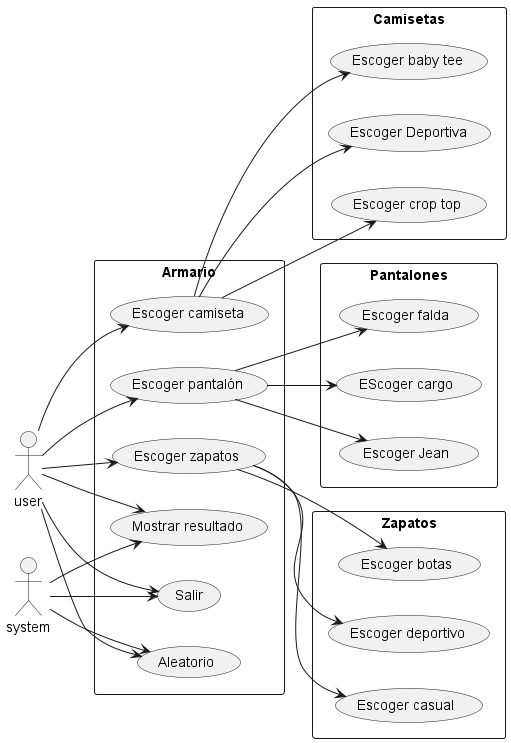 Camisetas
Escoger baby tee
Escoger Deportiva
Escoger crop top
Armario
Escoger camiseta
Escoger pantalón
Escoger zapatos
Mostrar resultado
Salir
Aleatorio
Pantalones
Escoger falda
EScoger cargo
Escoger Jean
user
system
Zapatos
Escoger botas
Escoger deportivo
Escoger casual